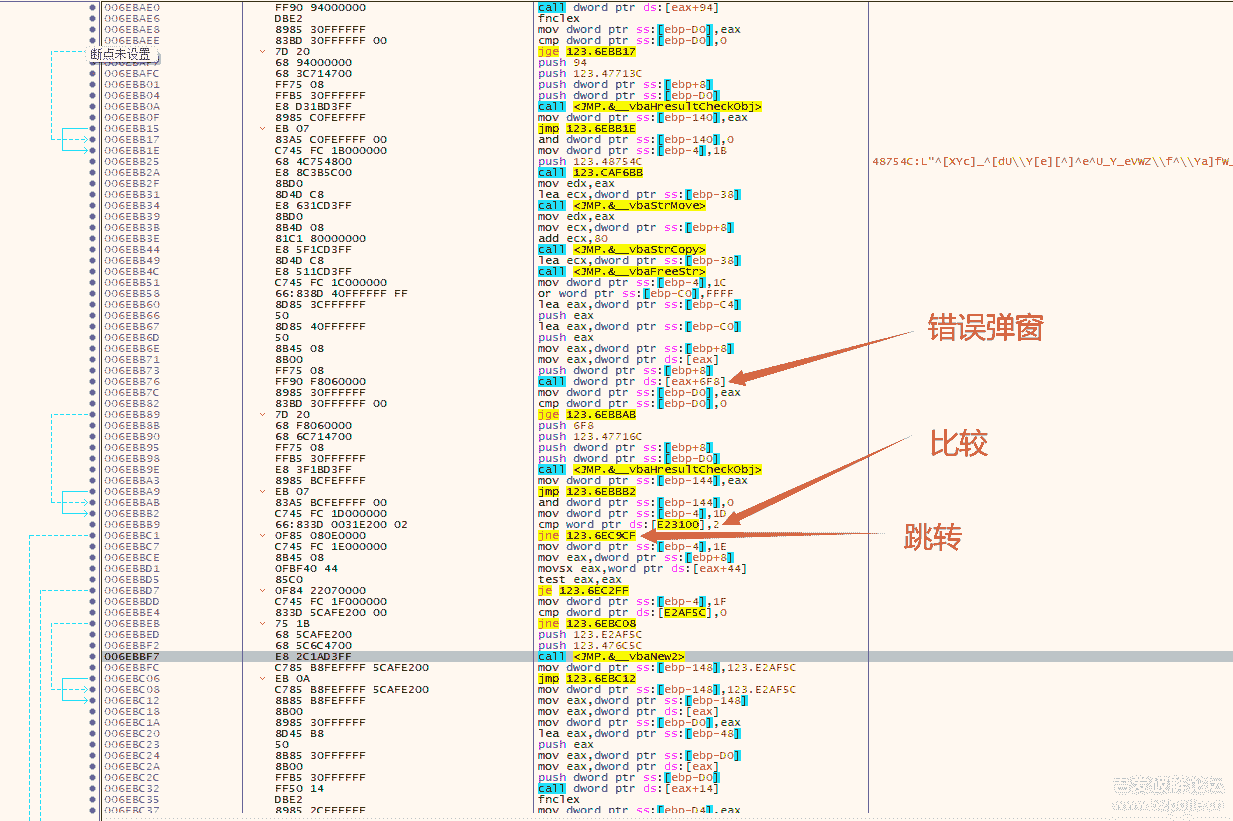 006EBAE0 FF90 94000000 call dword ptr ds:[eax+94]
006EBAE6 DBE2 fnclex
006EBAE8 8985 30FFFFFF mov dword ptr ss:[ebp-D0],eax
006EBAEE 83BD 30FFFFFF 00 cmp dword ptr ss:[ebp-D0],0
断点未设置 7D 20 jge 123.6EBB17
68 94000000 push 94
006EBAFC 68 3C714700 push 123.47713C
006EBB01 FF75 08 push dword ptr ss:[ebp+8]
006EBB04 FFB5 30FFFFFF push dword ptr ss:[ebp-D0]
006EBB0A E8 D31BD3FF call <JMP.&__vbaHresultCheckObj>
006EBB0F 8985 C0FEFFFF mov dword ptr ss:[ebp-140],eax
006EBB15 EB 07 jmp 123.6EBB1E
006EBB17 83A5 C0FEFFFF 00 and dword ptr ss:[ebp-140],0
006EBB1E C745 FC 1B000000 mov dword ptr ss:[ebp-4],1B
006EBB25 68 4C754800 push 123.48754C 48754C:L"^[XYc]_^[dU\\Y[e][^]^e^U_Y_eVWZ\\f^\\Ya]fW_
006EBB2A E8 8C3B5C00 call 123.CAF6BB
006EBB2F 8BD0 mov edx,eax
006EBB31 8D4D C8 lea ecx,dword ptr ss:[ebp-38]
006EBB34 E8 631CD3FF call <JMP.&__vbaStrMove>
006EBB39 8BD0 mov edx,eax
006EBB3B 8B4D 08 mov ecx,dword ptr ss:[ebp+8]
006EBB3E 81C1 80000000 add ecx,80
006EBB44 E8 5F1CD3FF call <JMP.&__vbaStrCopy>
006EBB49 8D4D C8 lea ecx,dword ptr ss:[ebp-38]
006EBB4C E8 511CD3FF call <JMP.&__vbaFreeStr>
006EBB51 C745 FC 1C000000 mov dword ptr ss:[ebp-4],1C
006EBB58 66:838D 40FFFFFF FF or word ptr ss:[ebp-C0],FFFF
006EBB60 8D85 3CFFFFFF lea eax,dword ptr ss:[ebp-C4]
006EBB66 50 push eax
006EBB67 8D85 40FFFFFF lea eax,dword ptr ss:[ebp-C0]
006EBB6D 50 push eax
006EBB6E 8B45 08 mov eax,dword ptr ss:[ebp+8]
006EBB71 8B00 mov eax,dword ptr ds:[eax]
006EBB73 FF75 08 push dword ptr ss:[ebp+8]
006EBB76 FF90 F8060000 call dword ptr ds:[eax+6F8]
错误弹窗
006EBB7C 8985 30FFFFFF mov dword ptr ss:[ebp-D0],eax
006EBB82 83BD 30FFFFFF 00 cmp dword ptr ss:[ebp-D0],0
006EBB89 7D 20 jge 123.6EBBAB
006EBB8B 68 F8060000 push 6F8
006EBB90 68 6C714700 push 123.47716C
006EBB95 FF75 08 push dword ptr ss:[ebp+8]
006EBB98 FFB5 30FFFFFF push dword ptr ss:[ebp-D0]
006EBB9E E8 3F1BD3FF call <JMP.&__vbaHresultCheckObj>
006EBBA3 8985 BCFEFFFF mov dword ptr ss:[ebp-144],eax
006EBBA9 EB 07 jmp 123.6EBBB2
006EBBAB 83A5 BCFEFFFF 00 and dword ptr ss:[ebp-144],0
006EBBB2 C745 FC 1D000000 mov dword ptr ss:[ebp-4],1D
006EBBB9 66:833D 0031E200 02 cmp word ptr ds:[E23100],2
比较
006EBBC1 0F85 080E0000 jne 123.6EC9CF
跳转
006EBBC7 C745 FC 1E000000 mov dword ptr ss:[ebp-4],1E
006EBBCE 8B45 08 mov eax,dword ptr ss:[ebp+8]
006EBBD1 0FBF40 44 movsx eax,word ptr ds:[eax+44]
006EBBD5 85C0 test eax,eax
006EBBD7 0F84 22070000 je 123.6EC2FF
006EBBDD C745 FC 1F000000 mov dword ptr ss:[ebp-4],1F
006EBBE4 833D 5CAFE200 00 cmp dword ptr ds:[E2AF5C],0
006EBBEB 75 1B jne 123.6EBC08
006EBBED 68 5CAFE200 push 123.E2AF5C
006EBBF2 68 5C6C4700 push 123.476C5C
006EBBF7 E8 2C1AD3FF call <JMP.&__vbaNew2>
006EBBFC C785 B8FEFFFF 5CAFE200 mov dword ptr ss:[ebp-148],123.E2AF5C
006EBC06 EB 0A jmp 123.6EBC12
006EBC08 C785 B8FEFFFF 5CAFE200 mov dword ptr ss:[ebp-148],123.E2AF5C
006EBC12 8B85 B8FEFFFF mov eax,dword ptr ss:[ebp-148]
006EBC18 8B00 mov eax,dword ptr ds:[eax]
006EBC1A 8985 30FFFFFF mov dword ptr ss:[ebp-D0],eax
006EBC20 8D45 B8 lea eax,dword ptr ss:[ebp-48]
006EBC23 50 push eax
006EBC24 8B85 30FFFFFF mov eax,dword ptr ss:[ebp-D0]
006EBC2A 8B00 mov eax,dword ptr ds:[eax]
006EBC2C FFB5 30FFFFFF push dword ptr ss:[ebp-D0]
006EBC32 FF50 14 call dword ptr ds:[eax+14]
006EBC35 DBE2 fnclex
006EBC37 8985 2CFFFFFF mov dword ptr ss:[ebp-D4],eax
吾爱破解论坛
www.52pojie.cn